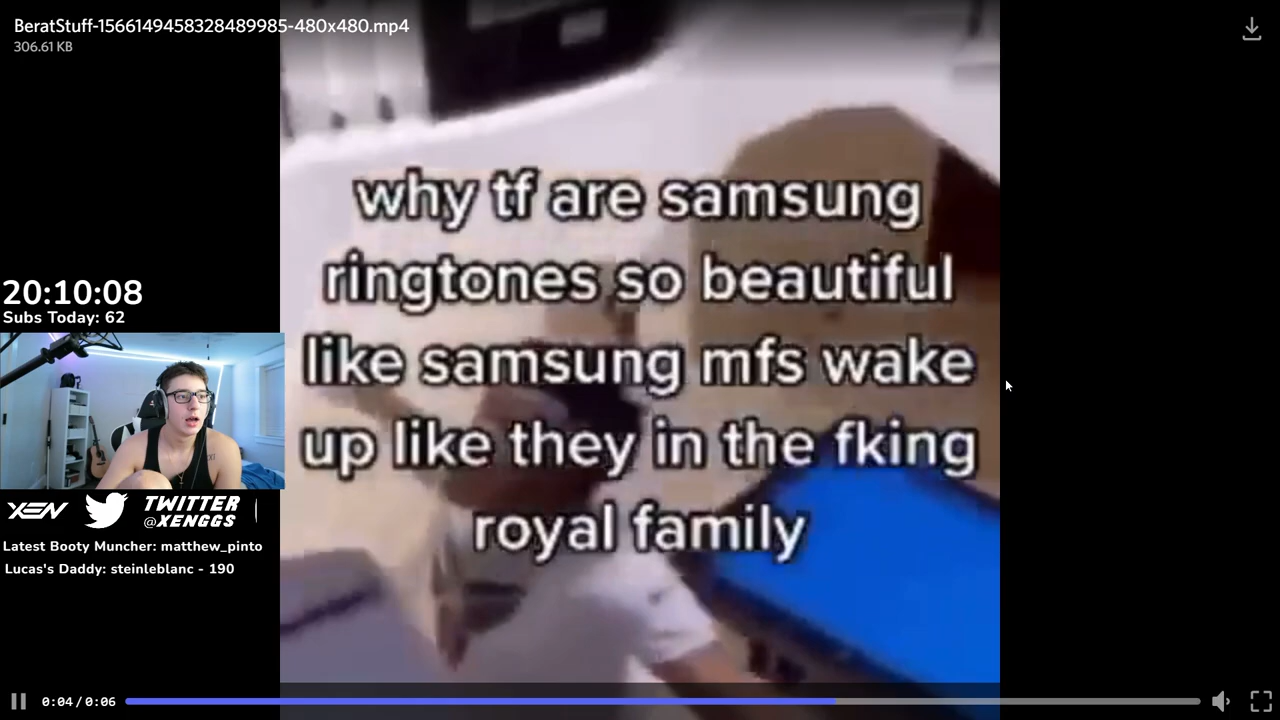 BeratStuff-1566149458328489985-480x480.mp4
306.61 KB
why tf are samsung
ringtones so beautiful
like samsung mfs wake
up like they in the fking
royal family
20:10:08
Subs Today: 62
XEN
TWITTER
@XENGGS
Latest Booty Muncher: matthew_pinto
Lucas's Daddy: steinleblanc - 190
0:04 / 0:06